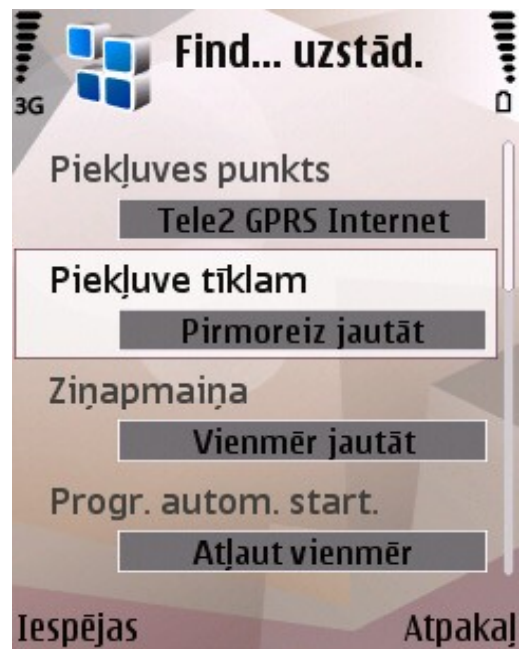 Find... uzstād.
3G
Piekļuves punkts
Tele2 GPRS Internet
Piekļuve tīklam
Pirmoreiz jautāt
Ziņapmaiņa
Vienmēr jautāt
Progr. autom. start.
Atļaut vienmēr
Iespējas
Atpakaļ